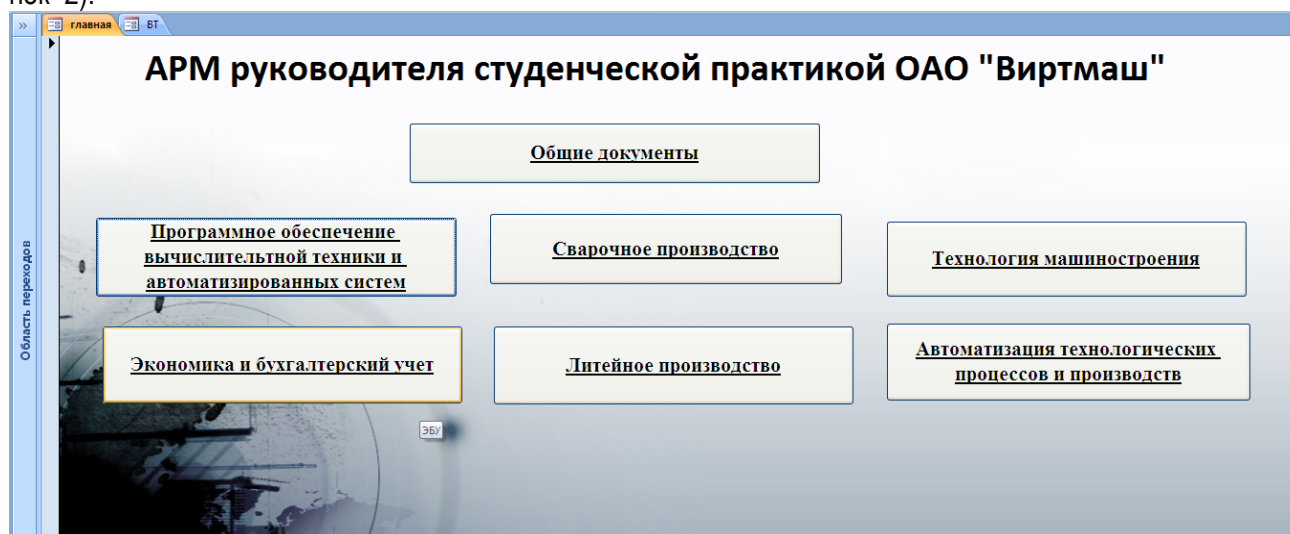 нок 2).
» главная ВТ
АРМ руководителя студенческой практикой ОАО "Виртмаш"
Общие документы
Программное обеспечение
вычислительтной техники и
автоматизированных систем
Сварочное производство
Технология машиностроения
Экономика и бухгалтерский учет
Литейное производство
Автоматизация технологических
процессов и производств
ЭБУ
Область переходов